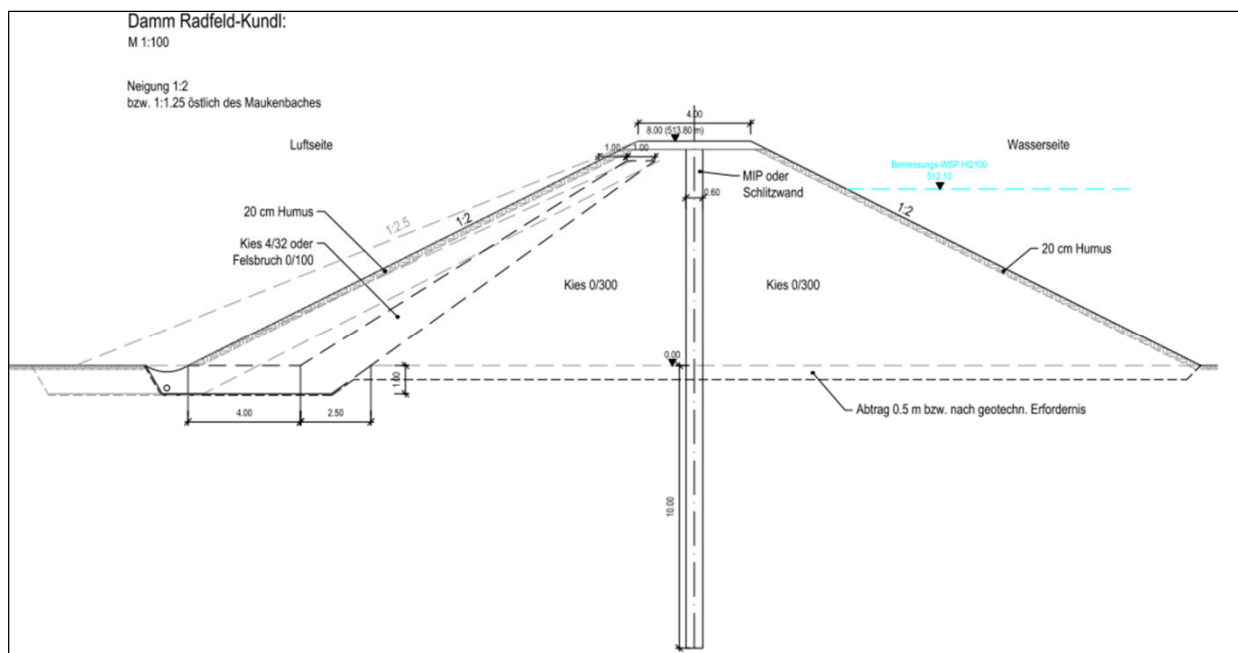 Damm Radfeld-Kundl:
M 1:100
Neigung 1:2
bzw. 1:1.25 östlich des Maukenbaches
4.00
8.00 (513.80 m)
Luftseite
Wasserseite
1.00
1.00
MIP oder
Schlitzwand
Bemessungs-WSP HQ100
512.10
0.60
1:2.5
1:2
1:2
20 cm Humus
Kies 4/32 oder
Felsbruch 0/100
20 cm Humus
Kies 0/300
Kies 0/300
0.00
1.00
4.00
2.50
Abtrag 0.5 m bzw. nach geotechn. Erfordernis
10.00